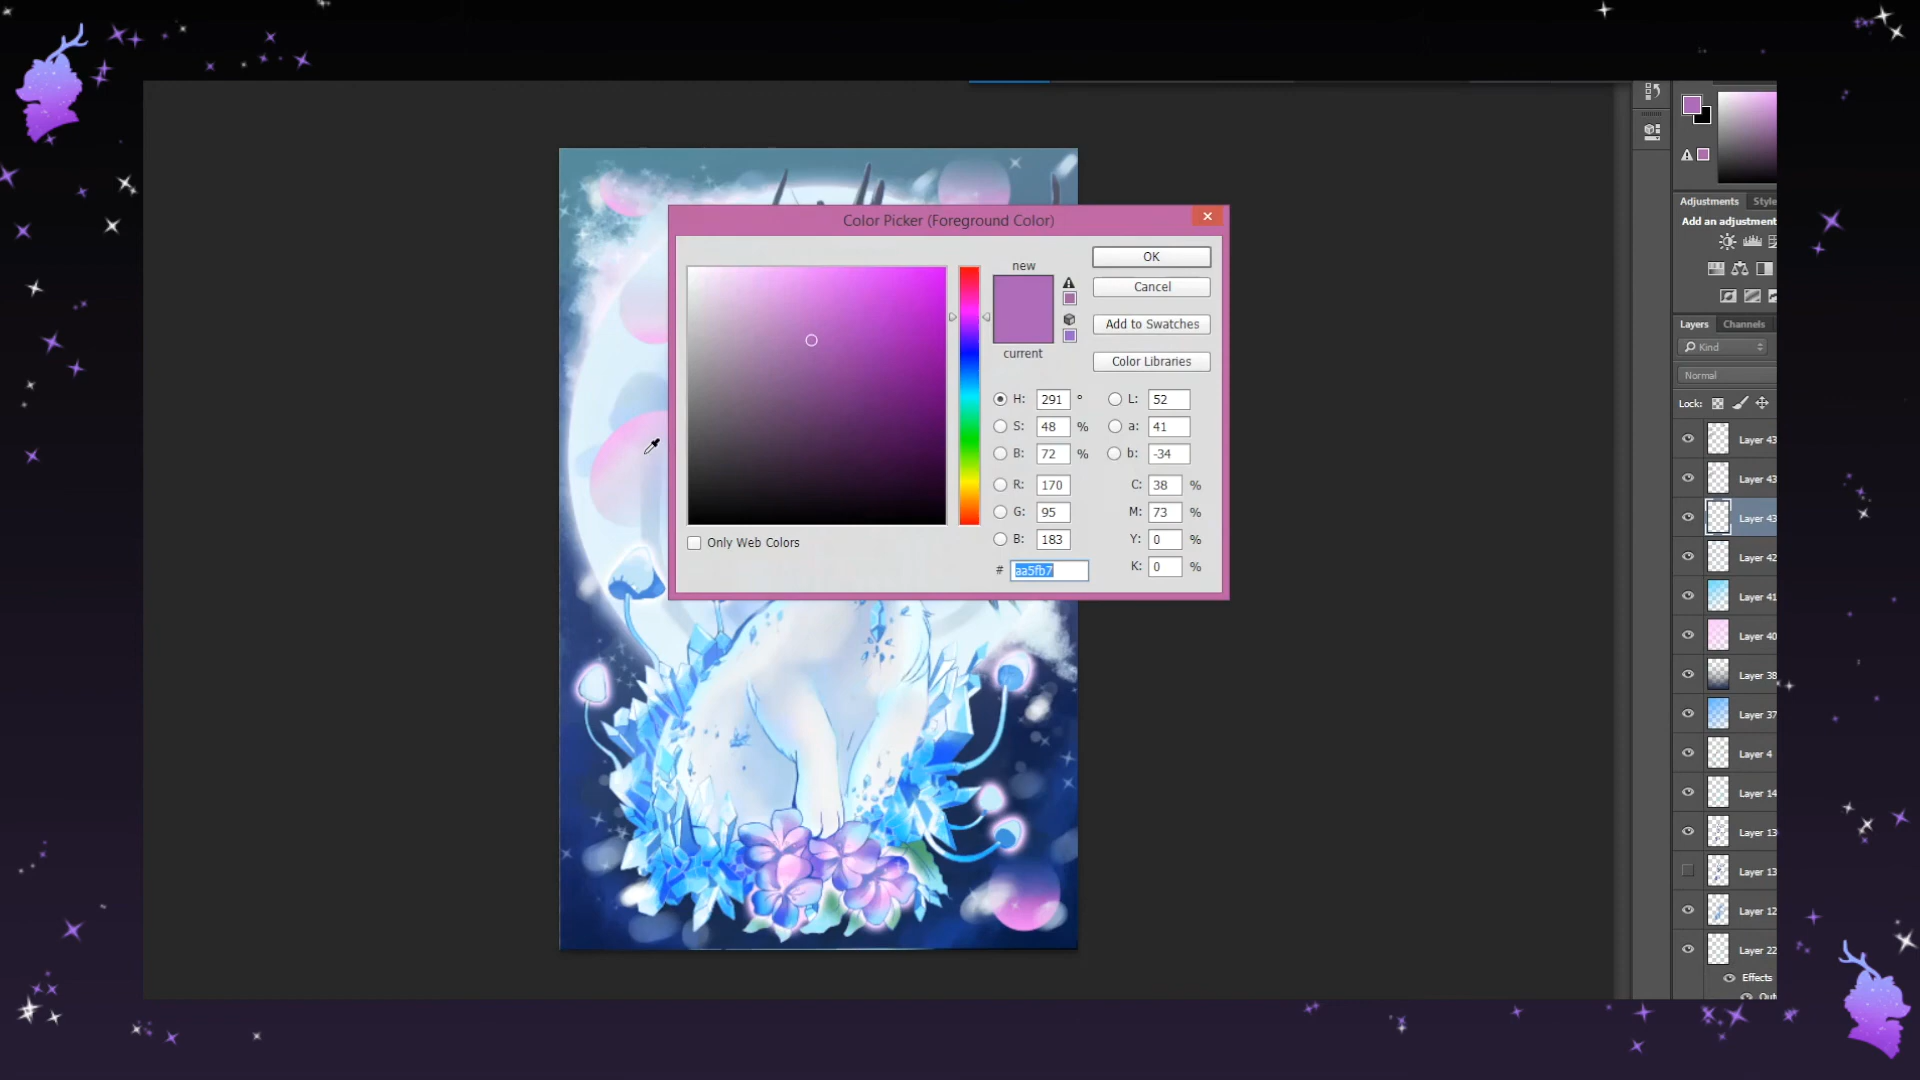 Color Picker (Foreground Color)
new
current
OK
Cancel
Add to Swatches
Color Libraries
H: 291 °
S: 48 %
B: 72 %
R: 170
G: 95
B: 183
# aa5fb7
L: 52
a: 41
b: -34
C: 38 %
M: 73 %
Y: 0 %
K: 0 %
Only Web Colors
Adjustments Style
Add an adjustment
Layers Channels
Kind
Normal
Lock:
Layer 43
Layer 43
Layer 43
Layer 42
Layer 41
Layer 40
Layer 38
Layer 37
Layer 4
Layer 14
Layer 13
Layer 13
Layer 12
Layer 22
Effects